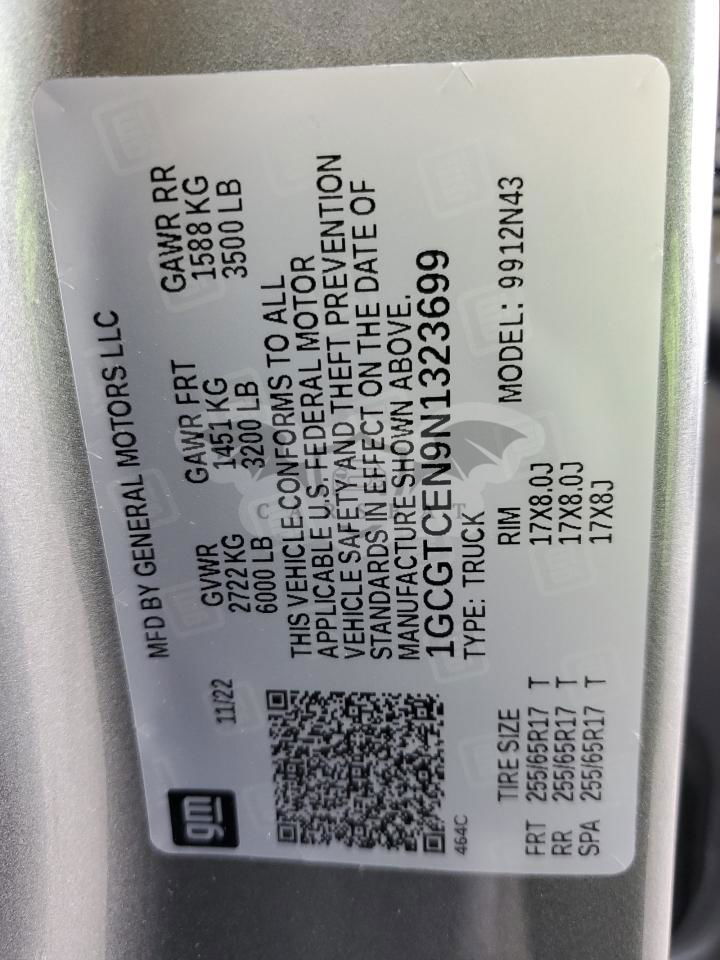 gm
MFD BY GENERAL MOTORS LLC
11/22
GVWR GAWR FRT GAWR RR
2722 KG 1451 KG 1588 KG
6000 LB 3200 LB 3500 LB
THIS VEHICLE CONFORMS TO ALL
APPLICABLE U.S. FEDERAL MOTOR
VEHICLE SAFETY AND THEFT PREVENTION
STANDARDS IN EFFECT ON THE DATE OF
MANUFACTURE SHOWN ABOVE.
1GCGTCEN9N1323699
464C
TYPE: TRUCK
TIRE SIZE RIM MODEL: 9912N43
FRT 255/65R17 T 17X8.0J
RR 255/65R17 T 17X8.0J
SPA 255/65R17 T 17X8J